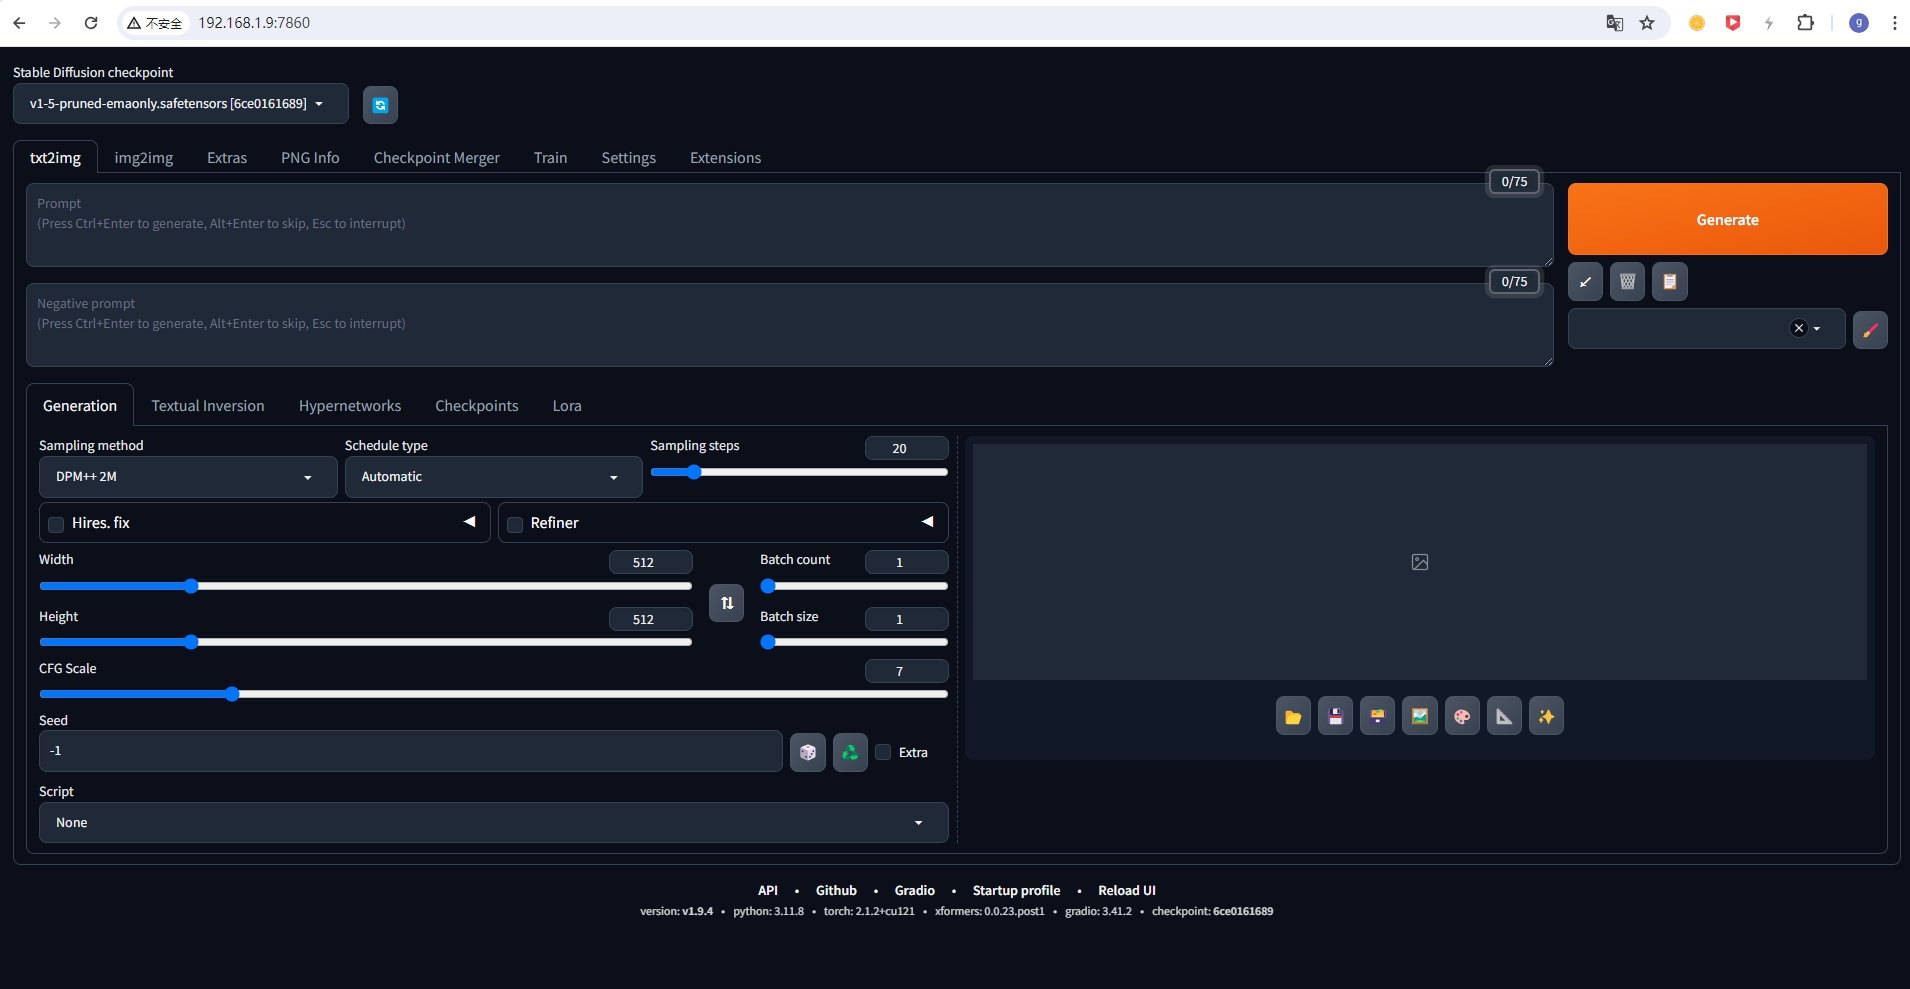 不安全 192.168.1.9:7860
g
Stable Diffusion checkpoint
v1-5-pruned-emaonly.safetensors [6ce0161689]
txt2img img2img Extras PNG Info Checkpoint Merger Train Settings Extensions
0/75
Prompt
(Press Ctrl+Enter to generate, Alt+Enter to skip, Esc to interrupt)
Generate
0/75
Negative prompt
(Press Ctrl+Enter to generate, Alt+Enter to skip, Esc to interrupt)
Generation Textual Inversion Hypernetworks Checkpoints Lora
Sampling method Schedule type Sampling steps 20
DPM++ 2M Automatic
Hires. fix Refiner
Width 512 Batch count 1
Height 512 Batch size 1
CFG Scale 7
Seed
-1 Extra
Script
None
API • Github • Gradio • Startup profile • Reload UI
version: v1.9.4 • python: 3.11.8 • torch: 2.1.2+cu121 • xformers: 0.0.23.post1 • gradio: 3.41.2 • checkpoint: 6ce0161689